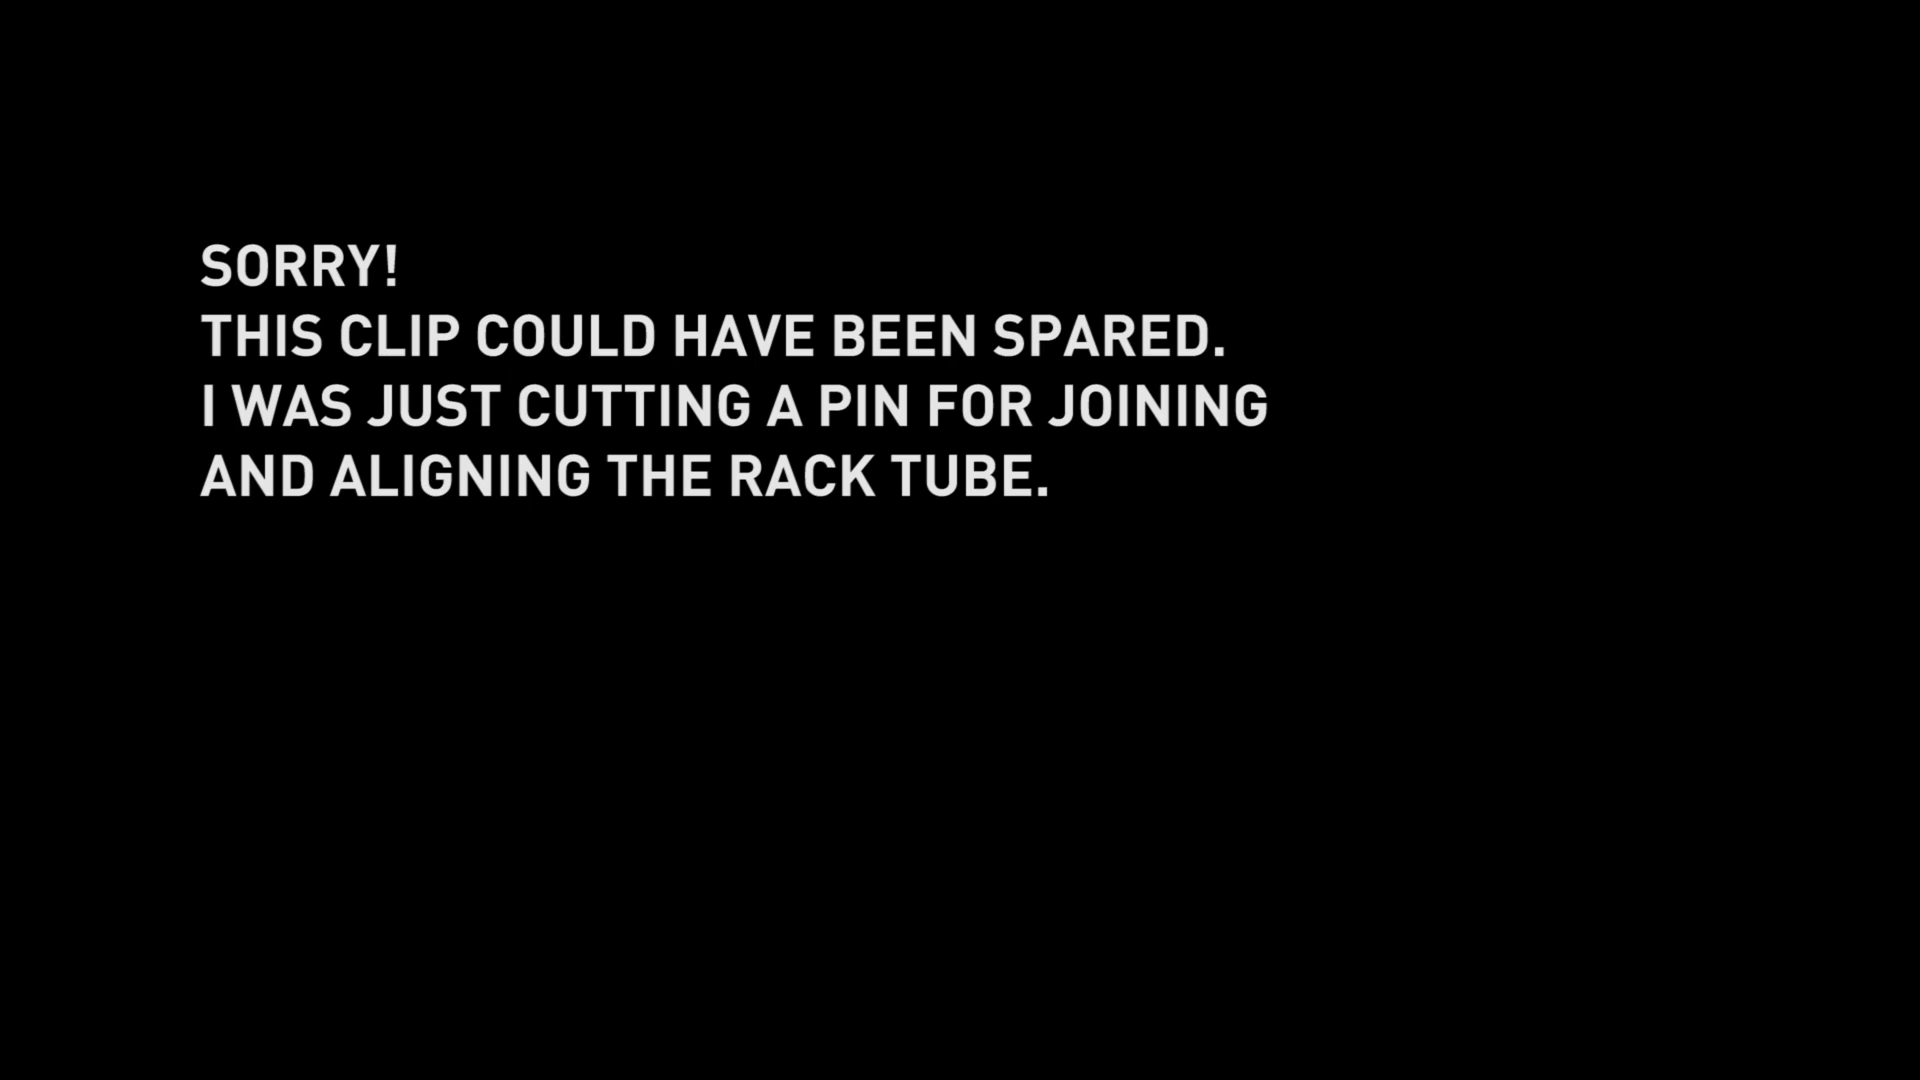 SORRY!
THIS CLIP COULD HAVE BEEN SPARED.
I WAS JUST CUTTING A PIN FOR JOINING
AND ALIGNING THE RACK TUBE.